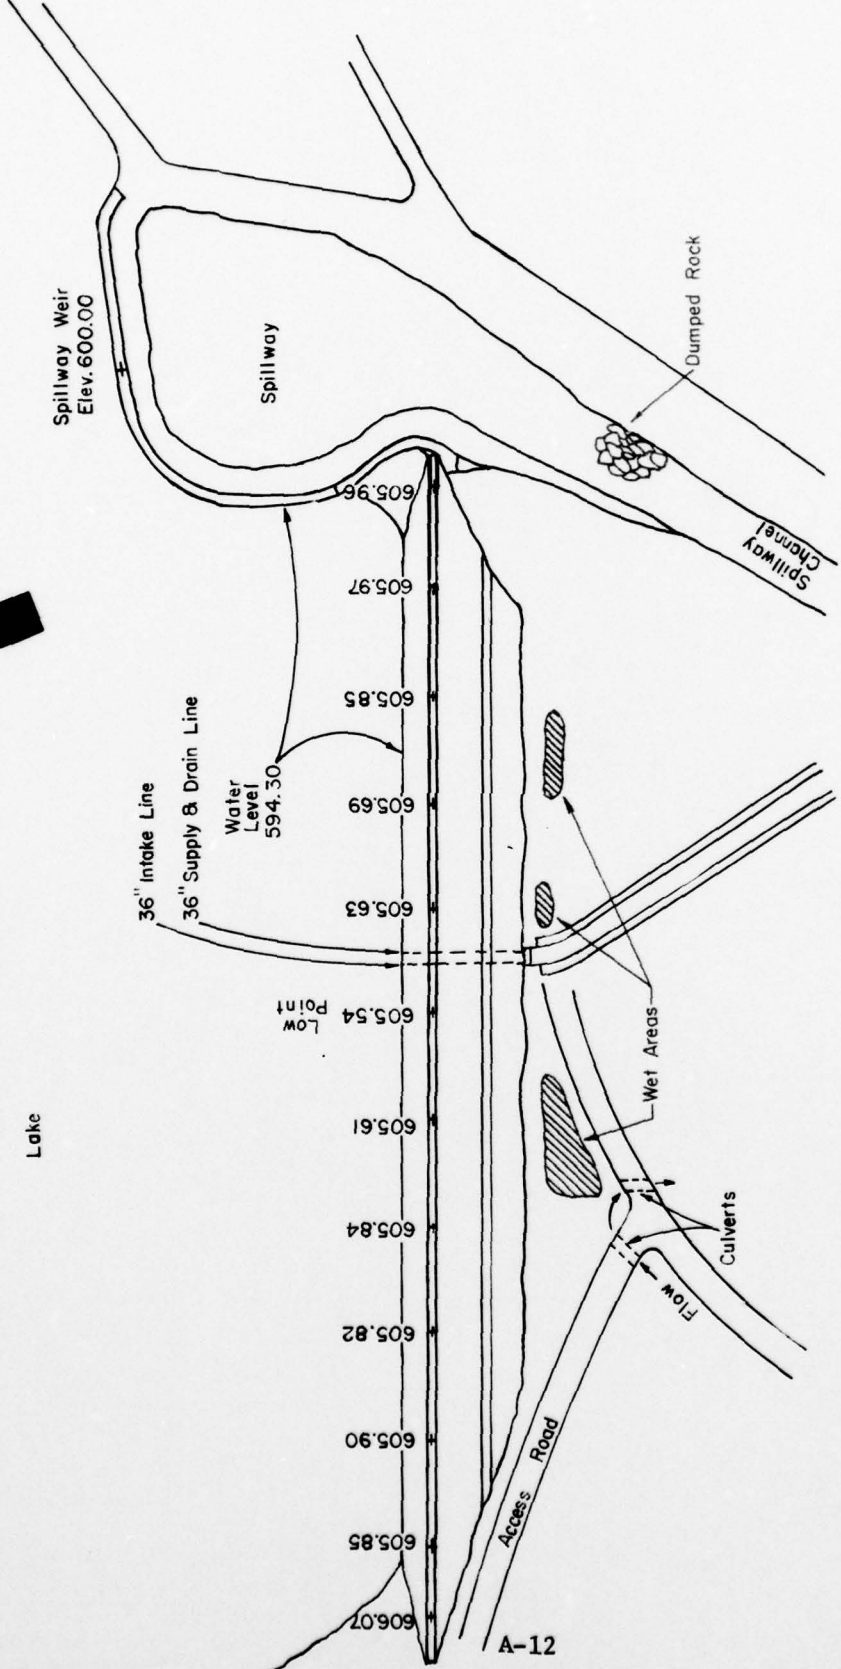 Spillway Weir
Elev. 600.00
Spillway
Dumped Rock
Spillway
Channel
605.96
605.97
605.85
605.69
605.63
605.54
Low
Point
605.61
605.84
605.82
605.90
605.85
606.07
36" Intake Line
36" Supply & Drain Line
Water
Level
594.30
Lake
Wet Areas
Culverts
Flow
Access Road
A-12